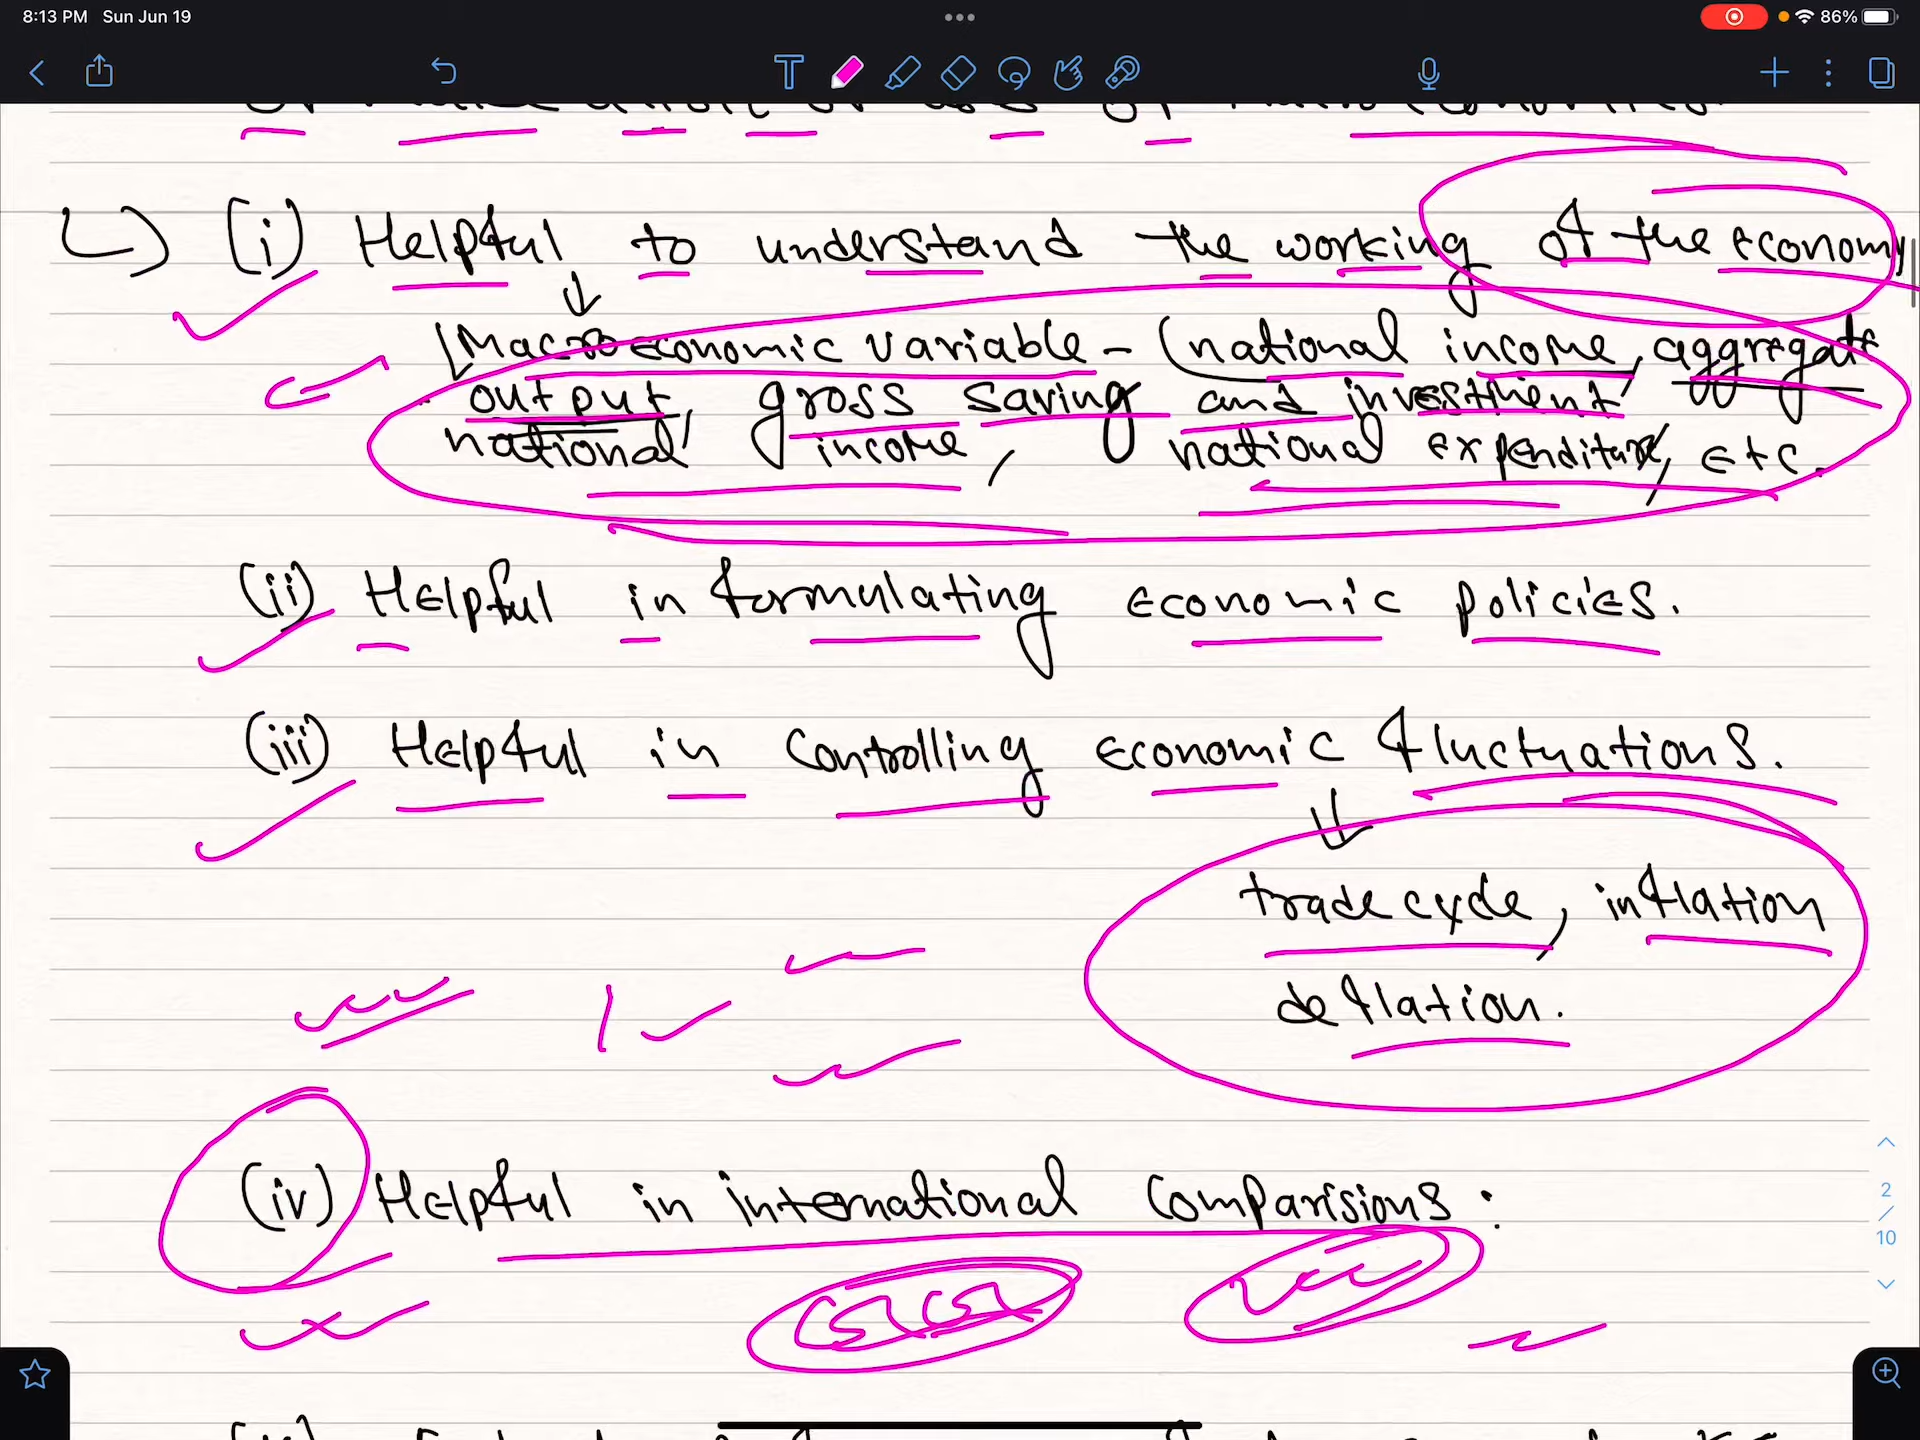 8:13 PM Sun Jun 19
86%
T
(i) Helpful to understand the working of the economy
Macroeconomic variable - (national income, aggregate
output, gross saving and investment,
national income, national expenditure, etc.
(ii) Helpful in formulating economic policies.
(iii) Helpful in controlling economic fluctuations.
trade cycle, inflation
deflation.
(iv) Helpful in international comparisions.
2
/
10